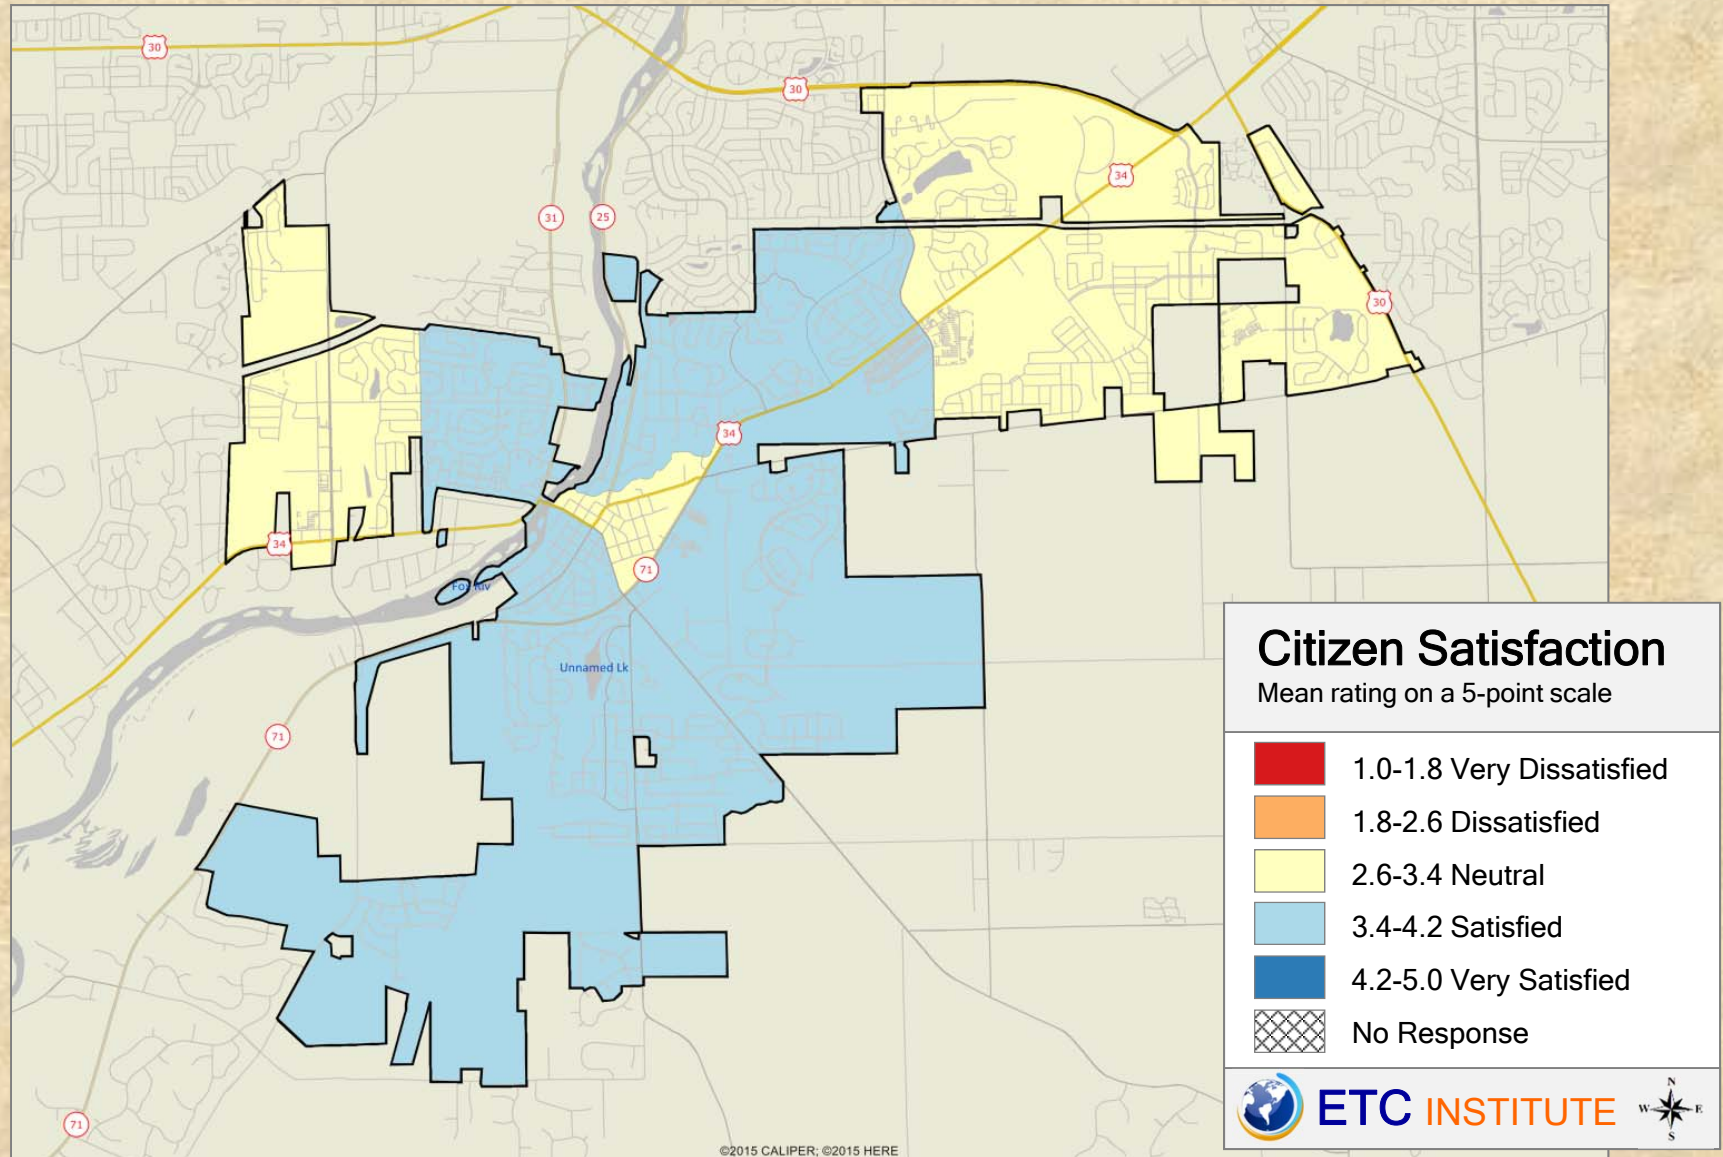 30
30
34
31
25
30
34
34
71
Fox Riv
Unnamed Lk
71
71
Citizen Satisfaction
Mean rating on a 5-point scale
1.0-1.8 Very Dissatisfied
1.8-2.6 Dissatisfied
2.6-3.4 Neutral
3.4-4.2 Satisfied
4.2-5.0 Very Satisfied
No Response
ETC INSTITUTE
N
W E
S
©2015 CALIPER; ©2015 HERE